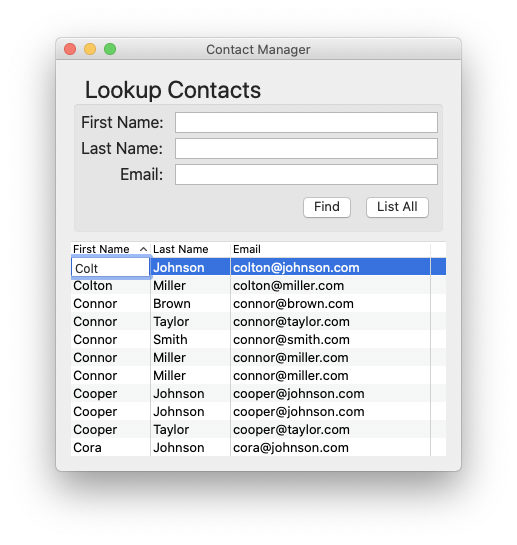 Contact Manager
Lookup Contacts
First Name:
Last Name:
Email:
Find List All
First Name Last Name Email
Colt Johnson colton@johnson.com
Colton Miller colton@miller.com
Connor Brown connor@brown.com
Connor Taylor connor@taylor.com
Connor Smith connor@smith.com
Connor Miller connor@miller.com
Connor Miller connor@miller.com
Cooper Johnson cooper@johnson.com
Cooper Johnson cooper@johnson.com
Cooper Taylor cooper@taylor.com
Cora Johnson cora@johnson.com